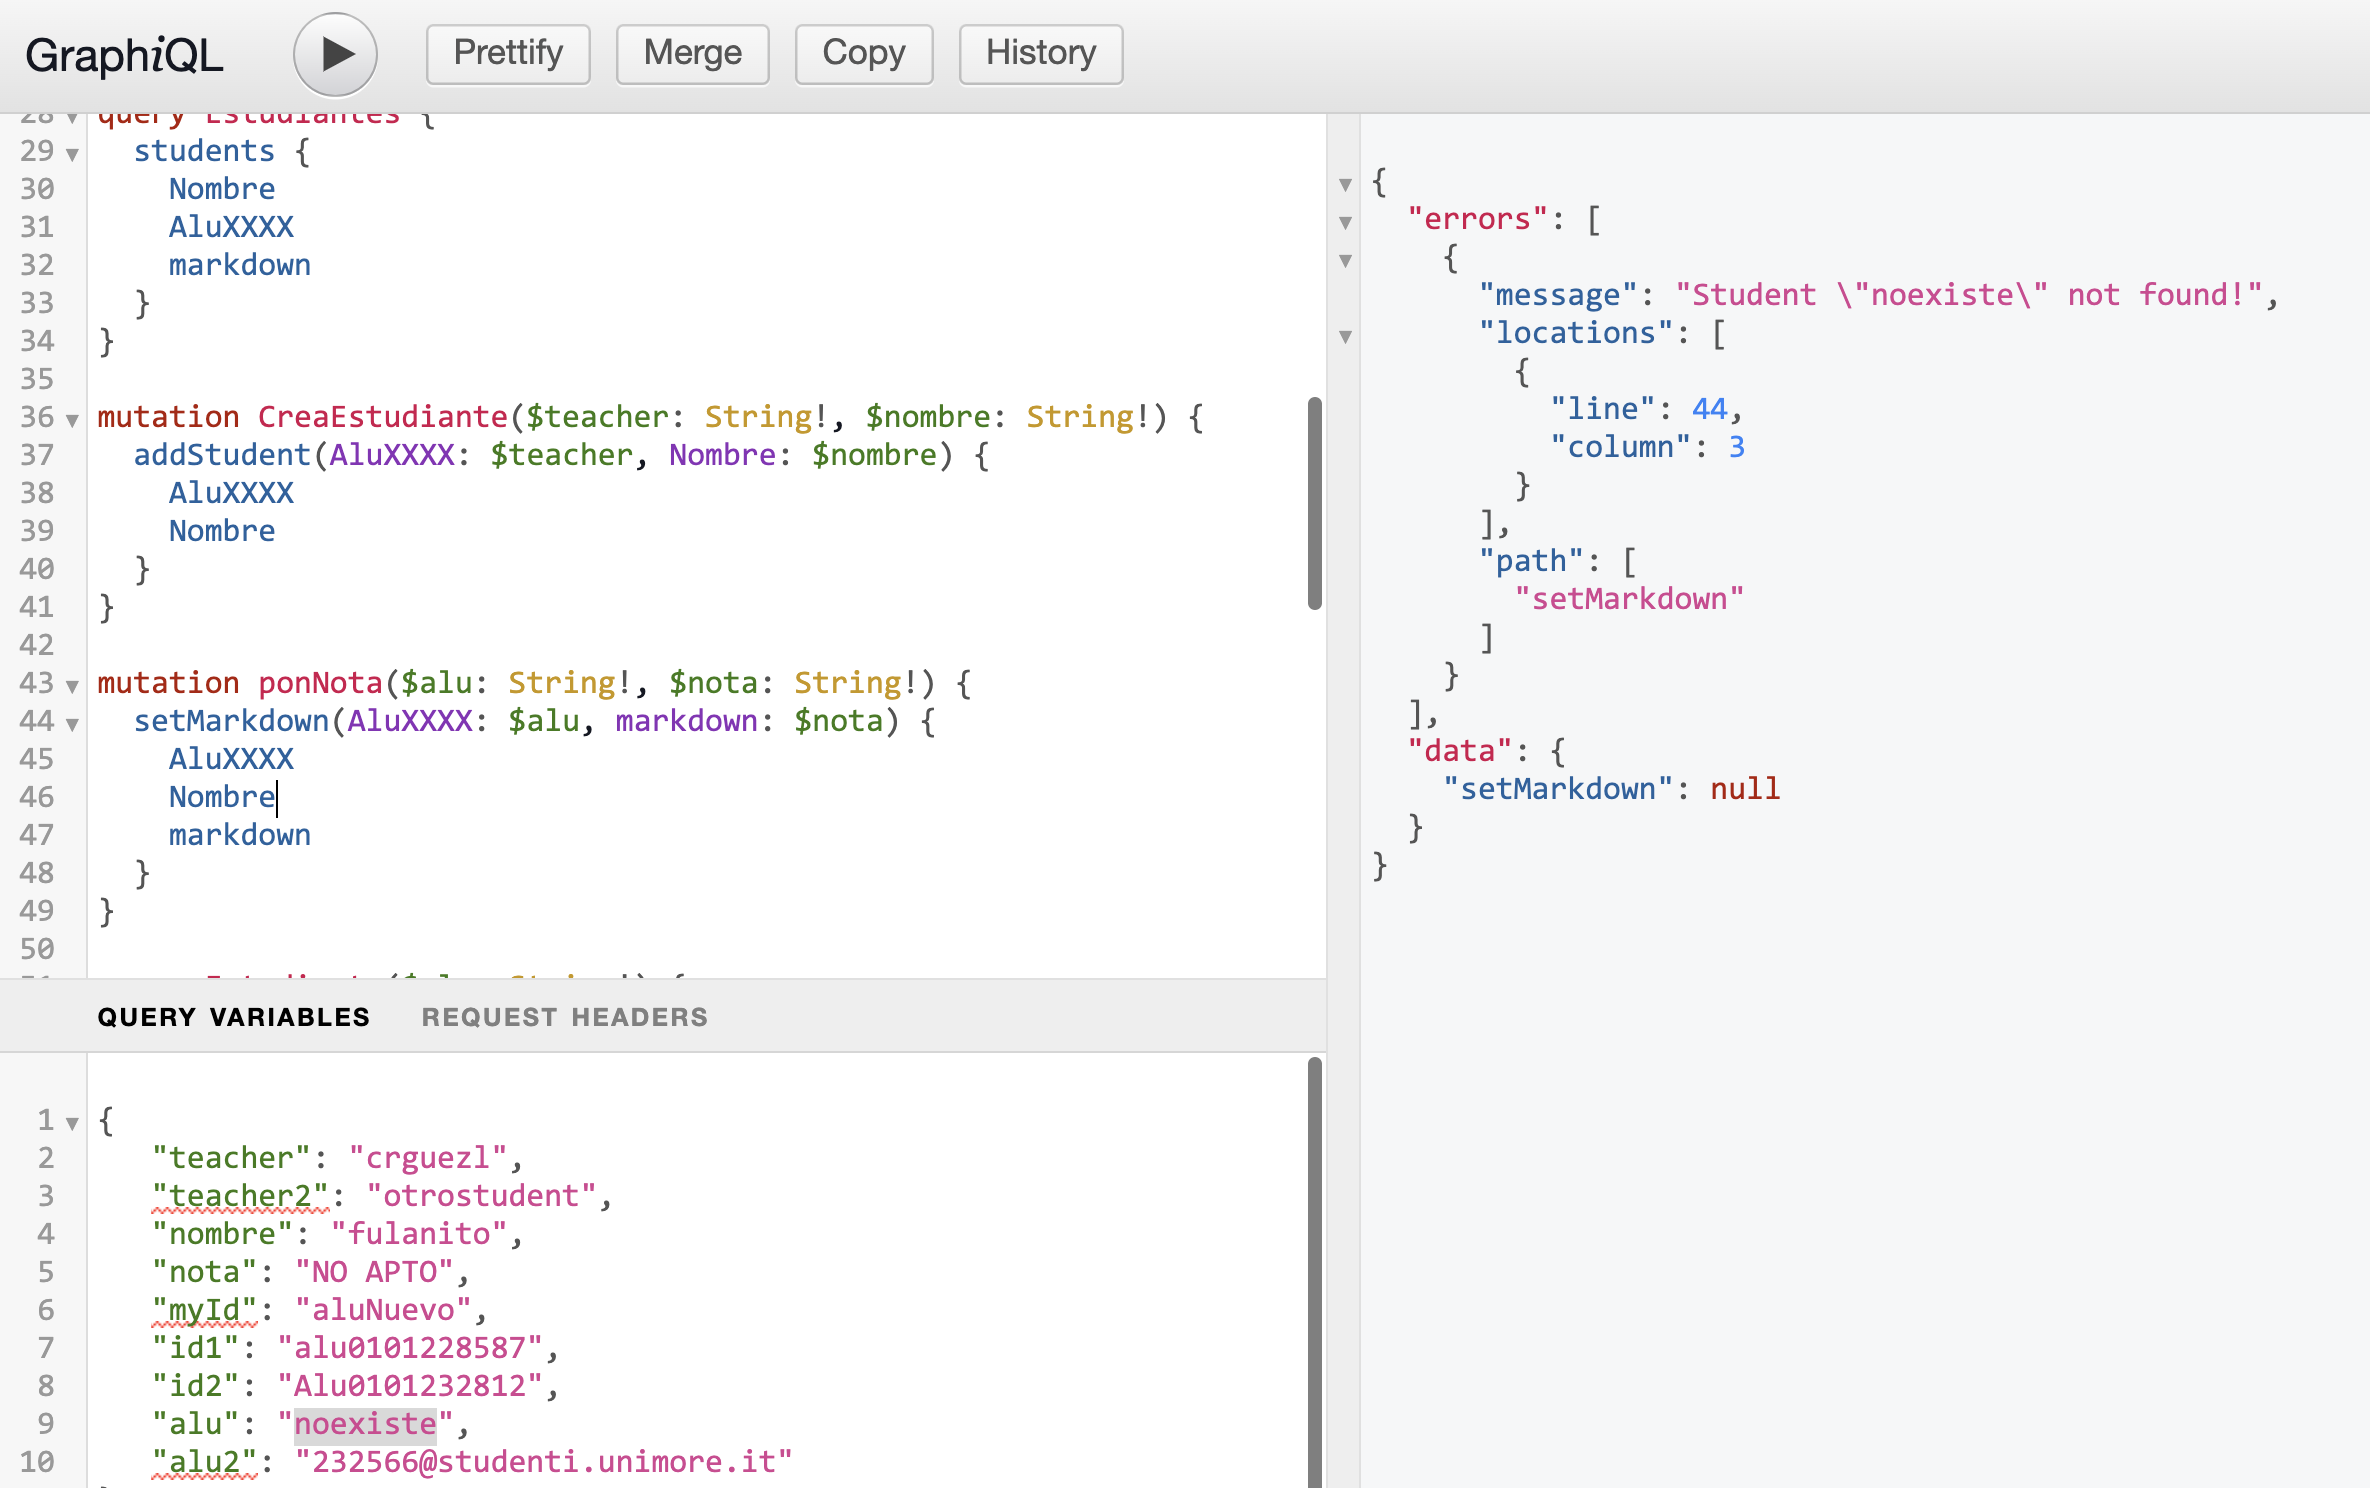 GraphiQL
Prettify
Merge
Copy
History
28 query Estudiantes {
29 students {
30 Nombre
31 AluXXXX
32 markdown
33 }
34 }
35
36 mutation CreaEstudiante($teacher: String!, $nombre: String!) {
37 addStudent(AluXXXX: $teacher, Nombre: $nombre) {
38 AluXXXX
39 Nombre
40 }
41 }
42
43 mutation ponNota($alu: String!, $nota: String!) {
44 setMarkdown(AluXXXX: $alu, markdown: $nota) {
45 AluXXXX
46 Nombre
47 markdown
48 }
49 }
50
QUERY VARIABLES
REQUEST HEADERS
1 {
2 "teacher": "crguezl",
3 "teacher2": "otrostudent",
4 "nombre": "fulanito",
5 "nota": "NO APTO",
6 "myId": "aluNuevo",
7 "id1": "alu0101228587",
8 "id2": "Alu0101232812",
9 "alu": "noexiste",
10 "alu2": "232566@studenti.unimore.it"
{
"errors": [
{
"message": "Student \"noexiste\" not found!",
"locations": [
{
"line": 44,
"column": 3
}
],
"path": [
"setMarkdown"
]
}
],
"data": {
"setMarkdown": null
}
}